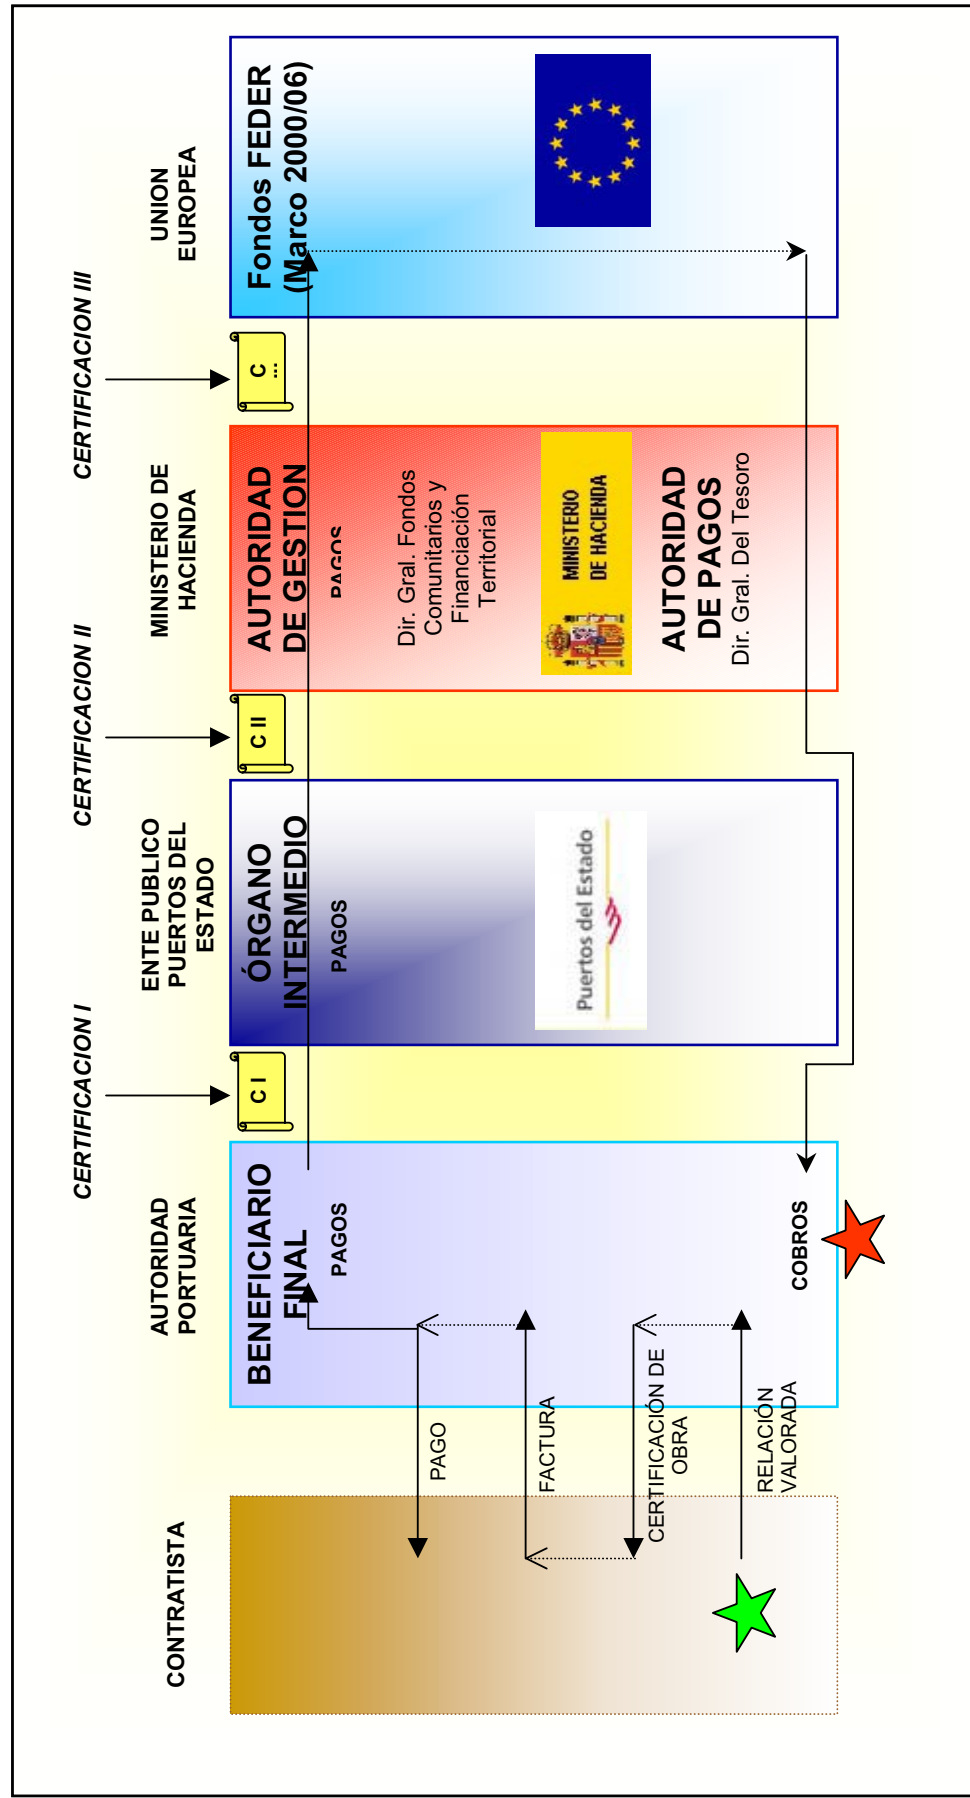 CERTIFICACION I
CERTIFICACION II
CERTIFICACION III
CONTRATISTA
AUTORIDAD
PORTUARIA
ENTE PUBLICO
PUERTOS DEL
ESTADO
MINISTERIO DE
HACIENDA
UNION
EUROPEA
C I
C II
C
...
BENEFICIARIO
FINAL
PAGOS
ÓRGANO
INTERMEDIO
PAGOS
AUTORIDAD
DE GESTION
PAGOS
Dir. Gral. Fondos
Comunitarios y
Financiación
Territorial
MINISTERIO
DE HACIENDA
AUTORIDAD
DE PAGOS
Dir. Gral. Del Tesoro
Fondos FEDER
(Marco 2000/06)
Puertos del Estado
PAGO
FACTURA
CERTIFICACIÓN DE
OBRA
RELACIÓN
VALORADA
COBROS